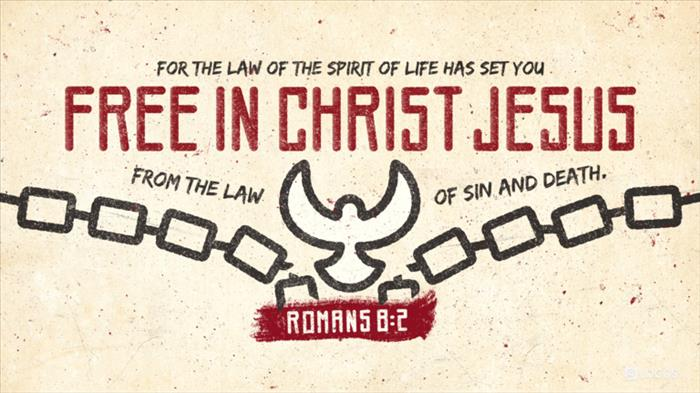 FOR THE LAW OF THE SPIRIT OF LIFE HAS SET YOU
FREE IN CHRIST JESUS
FROM THE LAW OF SIN AND DEATH.
ROMANS 8:2